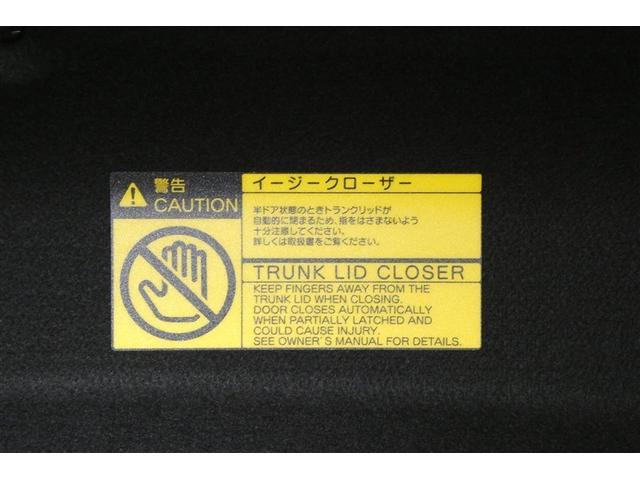 警告
CAUTION
イージークローザー
半ドア状態のときトランクリッドが
自動的に閉まるため、指をはさまないよう
十分注意してください。
詳しくは取扱書をご覧ください。
TRUNK LID CLOSER
KEEP FINGERS AWAY FROM THE
TRUNK LID WHEN CLOSING.
DOOR CLOSES AUTOMATICALLY
WHEN PARTIALLY LATCHED AND
COULD CAUSE INJURY.
SEE OWNER'S MANUAL FOR DETAILS.